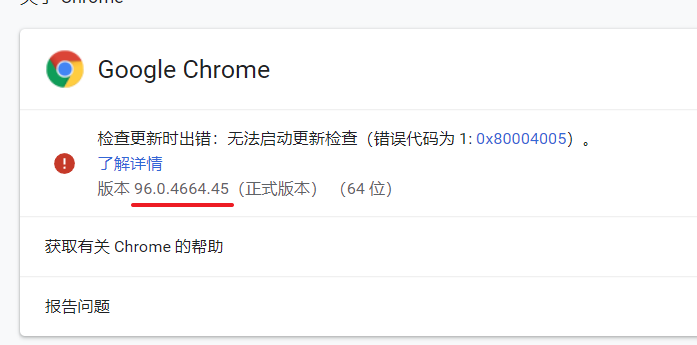 关于 Chrome
Google Chrome
检查更新时出错：无法启动更新检查（错误代码为 1: 0x80004005）。
了解详情
版本 96.0.4664.45（正式版本） （64 位）
获取有关 Chrome 的帮助
报告问题